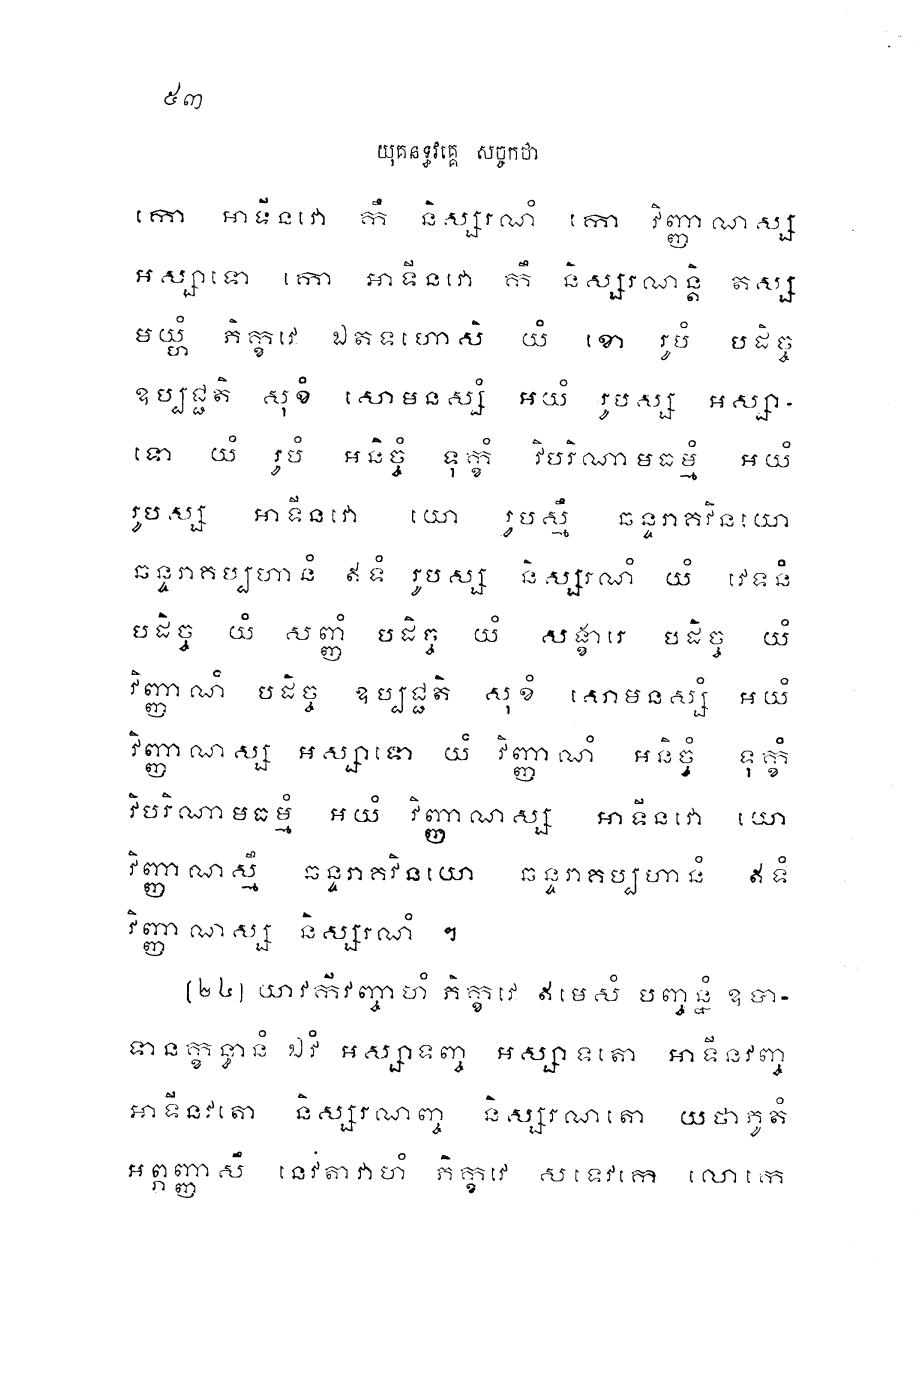 ៥៣
យុគនទ្ធវគ្គេ សច្ចកថា
កោ អាទីនវោ កឹ និស្សរណំ កោ វិញ្ញាណស្ស
អស្សាទោ កោ អាទីនវោ កឹ និស្សរណន្តិ តស្ស
មយ្ហំ ភិក្ខវេ ឯតទហោសិ យំ ខោ រូបំ បដិច្ច
ឧប្បជ្ជតិ សុខំ សោមនស្សំ អយំ រូបស្ស អស្សា-
ទោ យំ រូបំ អនិច្ចំ ទុក្ខំ វិបរិណាមធម្មំ អយំ
រូបស្ស អាទីនវោ យោ រូបស្មឹ ឆន្ទរាគវិនយោ
ឆន្ទរាគប្បហានំ ឥទំ រូបស្ស និស្សរណំ យំ វេទនំ
បដិច្ច យំ សញ្ញំ បដិច្ច យំ សង្ខារេ បដិច្ច យំ
វិញ្ញាណំ បដិច្ច ឧប្បជ្ជតិ សុខំ សោមនស្សំ អយំ
វិញ្ញាណស្ស អស្សាទោ យំ វិញ្ញាណំ អនិច្ចំ ទុក្ខំ
វិបរិណាមធម្មំ អយំ វិញ្ញាណស្ស អាទីនវោ យោ
វិញ្ញាណស្មឹ ឆន្ទរាគវិនយោ ឆន្ទរាគប្បហានំ ឥទំ
វិញ្ញាណស្ស និស្សរណំ ។
(២៤) យាវកីវញ្ចាហំ ភិក្ខវេ ឥមេសំ បញ្ចន្នំ ឧបា-
ទានក្ខន្ធានំ ឯវំ អស្សាទញ្ច អស្សាទតោ អាទីនវញ្ច
អាទីនវតោ និស្សរណញ្ច និស្សរណតោ យថាភូតំ
អព្ភញ្ញាសឹ នេវតាវាហំ ភិក្ខវេ សទេវកេ លោកេ